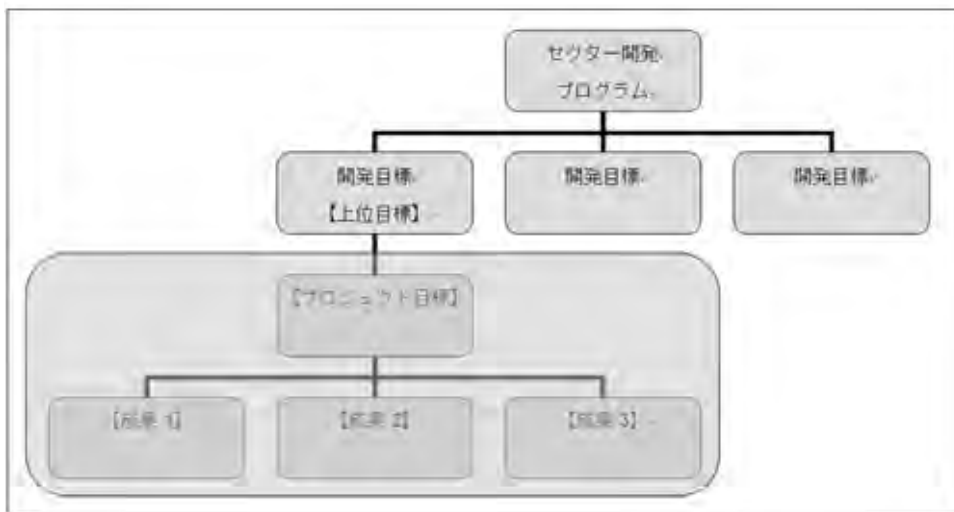 セクター開発
プログラム
開発目標
【上位目標】
開発目標
開発目標
【プロジェクト目標】
【成果 1】
【成果 2】
【成果 3】